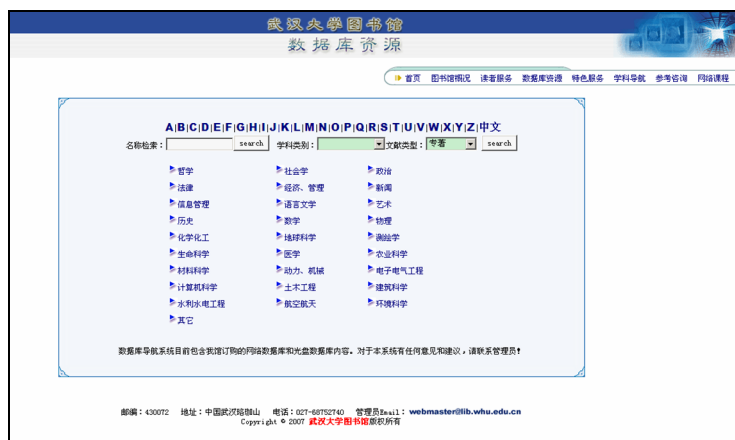 武汉大学图书馆
数据库资源
首页 图书馆概况 读者服务 数据库资源 特色服务 学科导航 参考咨询 网络课程
A|B|C|D|E|F|G|H|I|J|K|L|M|N|O|P|Q|R|S|T|U|V|W|X|Y|Z|中文
名称检索： search 学科类别： 文献类型： 专著 search
哲学 社会学 政治
法律 经济、管理 新闻
信息管理 语言文学 艺术
历史 数学 物理
化学化工 地球科学 测绘学
生命科学 医学 农业科学
材料科学 动力、机械 电子电气工程
计算机科学 土木工程 建筑科学
水利水电工程 航空航天 环境科学
其它
数据库导航系统目前包含我馆订购的网络数据库和光盘数据库内容。对于本系统有任何意见和建议，请联系管理员！
邮编：430072 地址：中国武汉珞珈山 电话：027-68752740 管理员Email： webmaster@lib.whu.edu.cn
Copyright © 2007 武汉大学图书馆版权所有